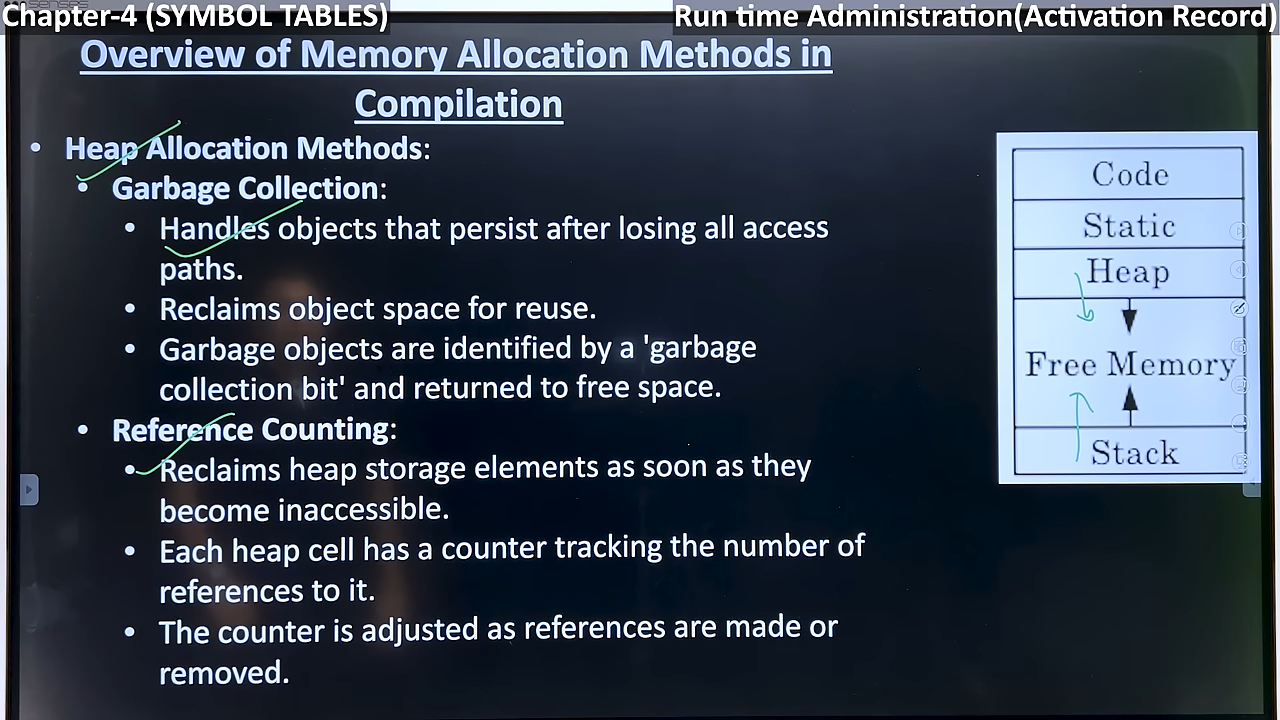 Chapter-4 (SYMBOL TABLES)
Run time Administration(Activation Record)
Overview of Memory Allocation Methods in
Compilation
• Heap Allocation Methods:
• Garbage Collection:
• Handles objects that persist after losing all access
paths.
• Reclaims object space for reuse.
• Garbage objects are identified by a 'garbage
collection bit' and returned to free space.
• Reference Counting:
• Reclaims heap storage elements as soon as they
become inaccessible.
• Each heap cell has a counter tracking the number of
references to it.
• The counter is adjusted as references are made or
removed.
Code
Static
Heap
Free Memory
Stack